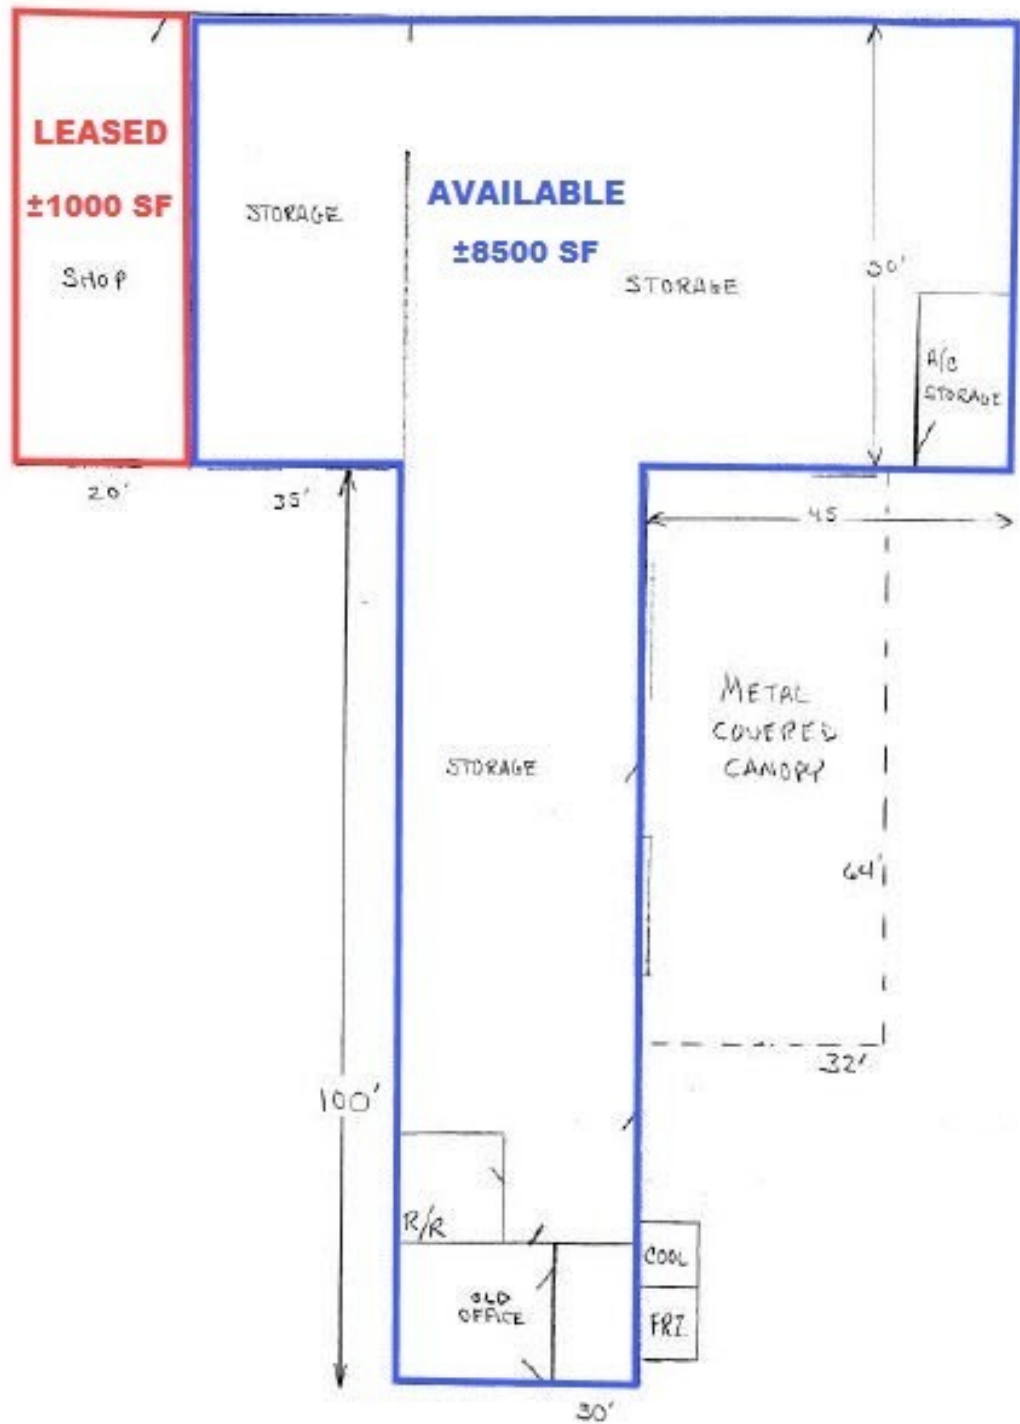 LEASED
±1000 SF
SHOP
STORAGE
AVAILABLE
±8500 SF
STORAGE
50'
A/C
STORAGE
20'
35'
45
METAL
COVERED
CANOPY
STORAGE
64'
32'
100'
R/R
OLD
OFFICE
COOL
FRZ
30'